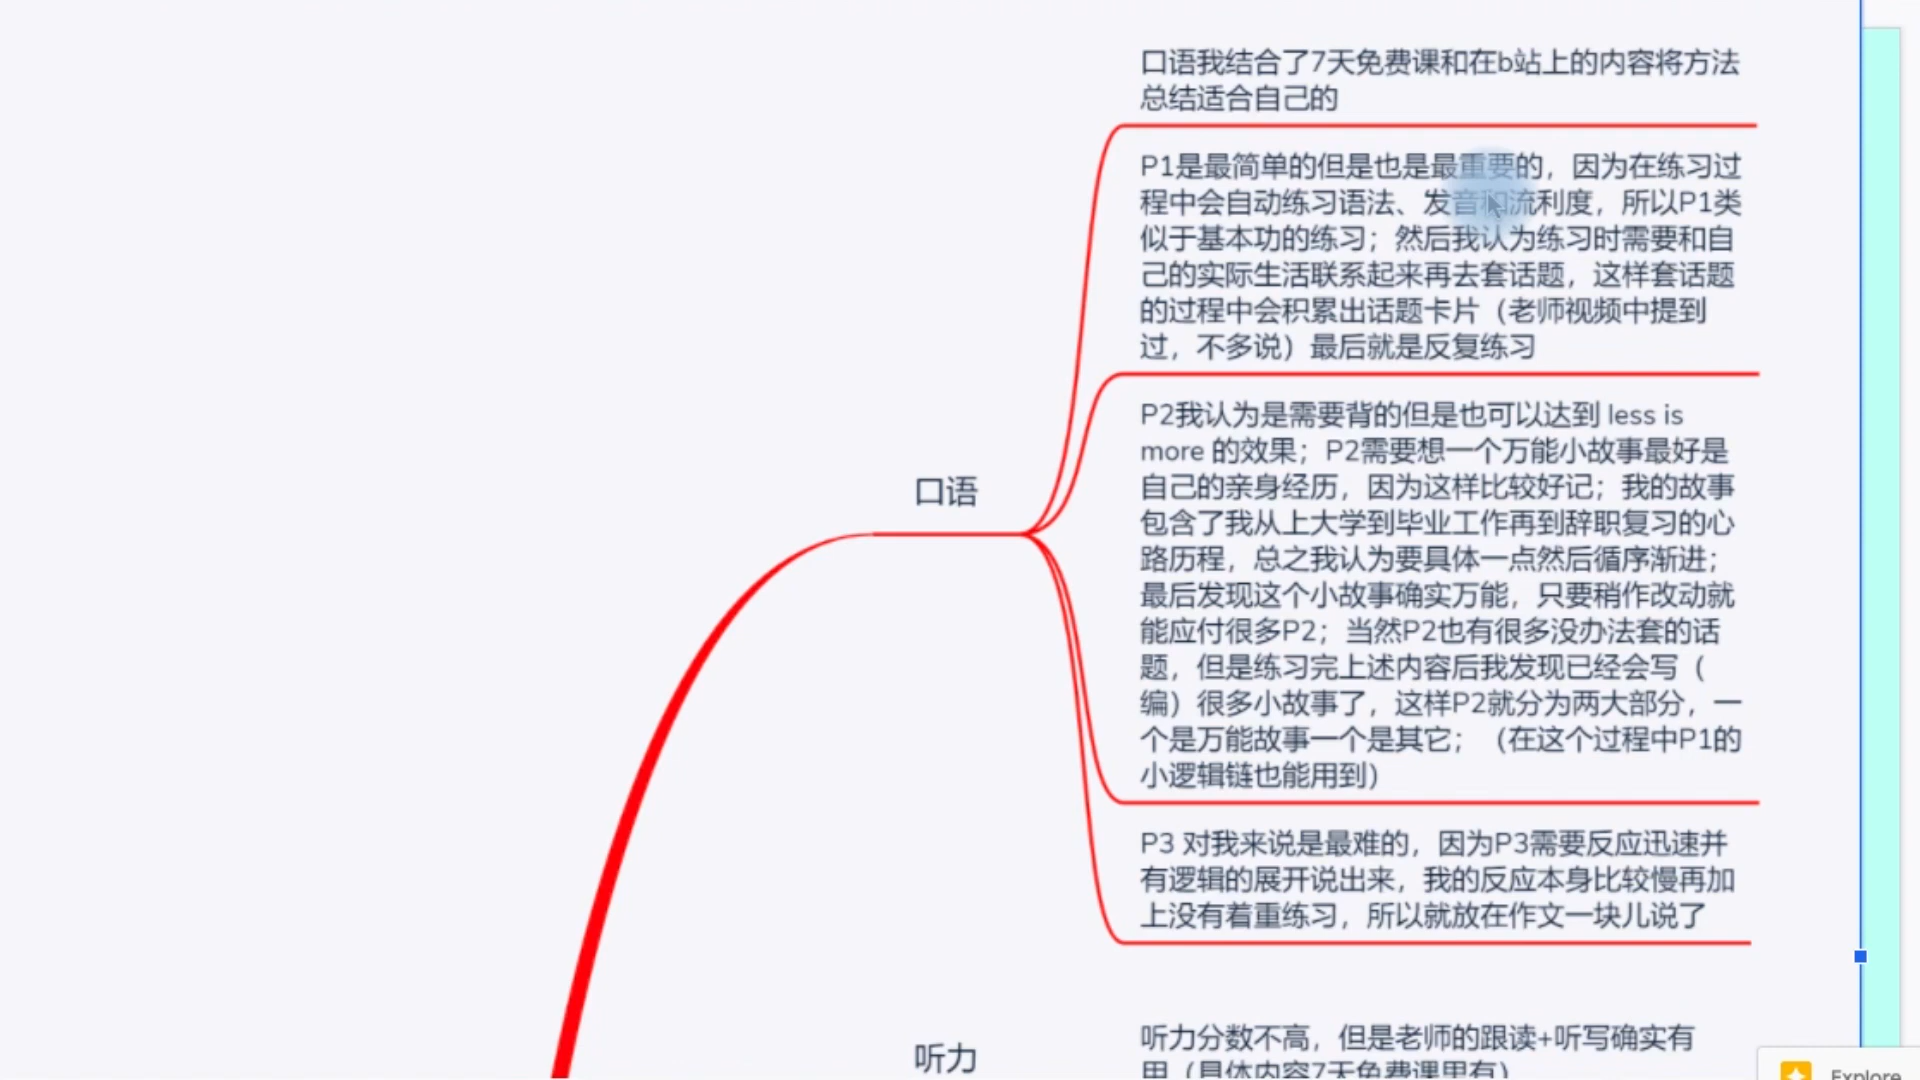 口语我结合了7天免费课和在b站上的内容将方法
总结适合自己的
P1是最简单的但是也是最重要的，因为在练习过
程中会自动练习语法、发音和流利度，所以P1类
似于基本功的练习；然后我认为练习时需要和自
己的实际生活联系起来再去套话题，这样套话题
的过程中会积累出话题卡片（老师视频中提到
过，不多说）最后就是反复练习
口语
P2我认为是需要背的但是也可以达到 less is
more 的效果；P2需要想一个万能小故事最好是
自己的亲身经历，因为这样比较好记；我的故事
包含了我从上大学到毕业工作再到辞职复习的心
路历程，总之我认为要具体一点然后循序渐进；
最后发现这个小故事确实万能，只要稍作改动就
能应付很多P2；当然P2也有很多没办法套的话
题，但是练习完上述内容后我发现已经会写（
编）很多小故事了，这样P2就分为两大部分，一
个是万能故事一个是其它；（在这个过程中P1的
小逻辑链也能用到）
P3 对我来说是最难的，因为P3需要反应迅速并
有逻辑的展开说出来，我的反应本身比较慢再加
上没有着重练习，所以就放在作文一块儿说了
听力
听力分数不高，但是老师的跟读+听写确实有
用（具体内容7天免费课里有）
Explore